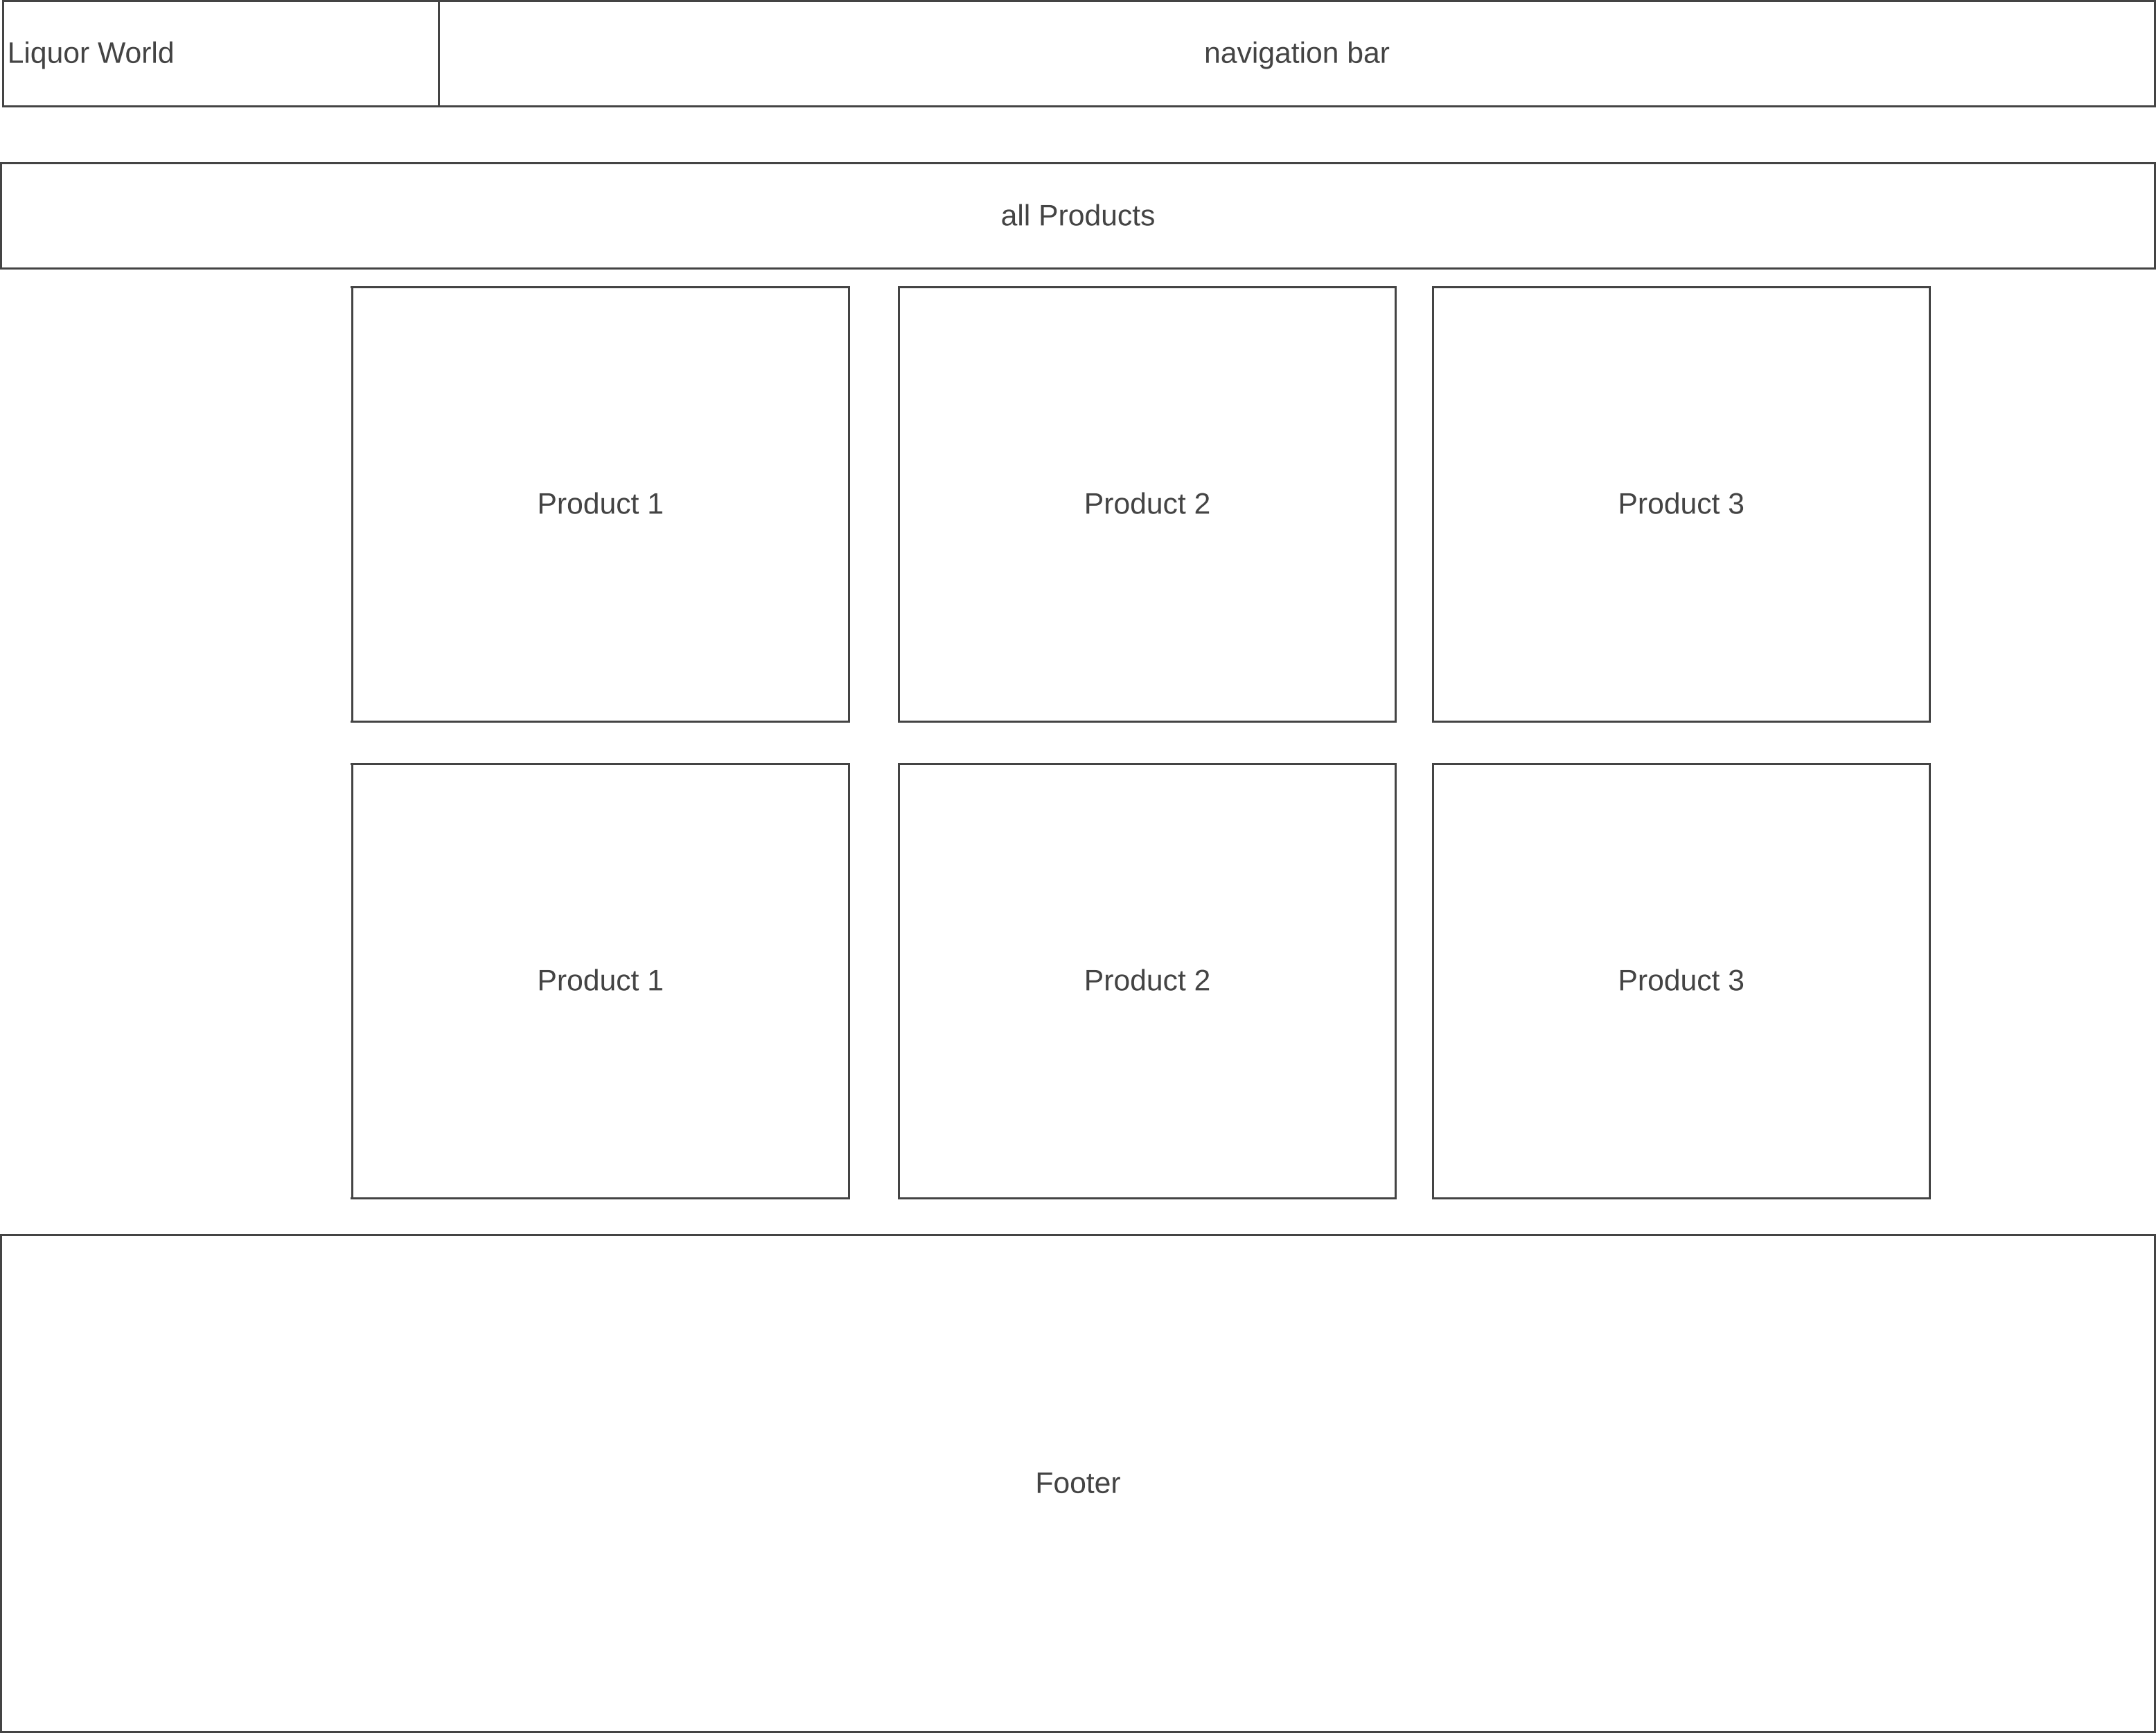 Liquor World
navigation bar
all Products
Product 1
Product 2
Product 3
Product 1
Product 2
Product 3
Footer